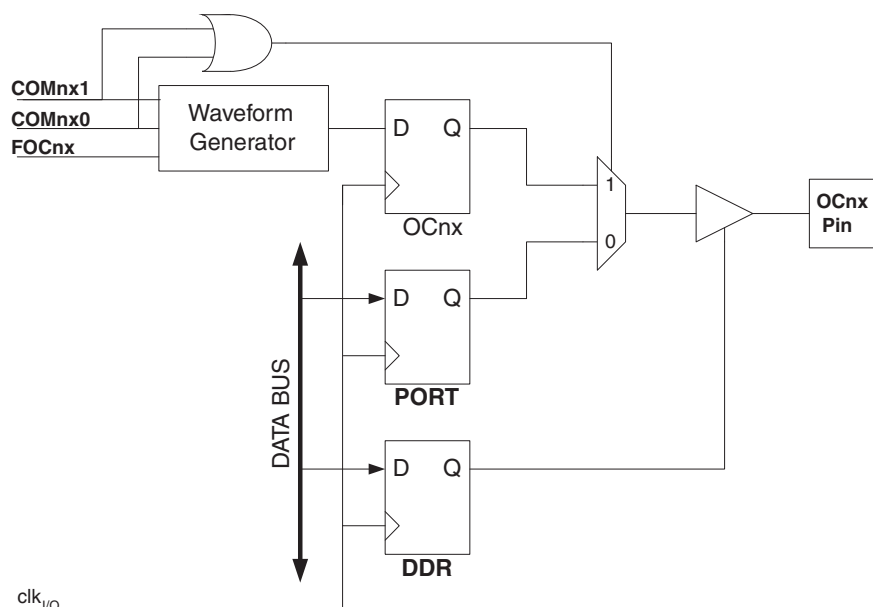 COMnx1
COMnx0
FOCnx
Waveform
Generator
D Q
OCnx
1
0
OCnx
Pin
D Q
PORT
DATA BUS
D Q
DDR
clkI/O